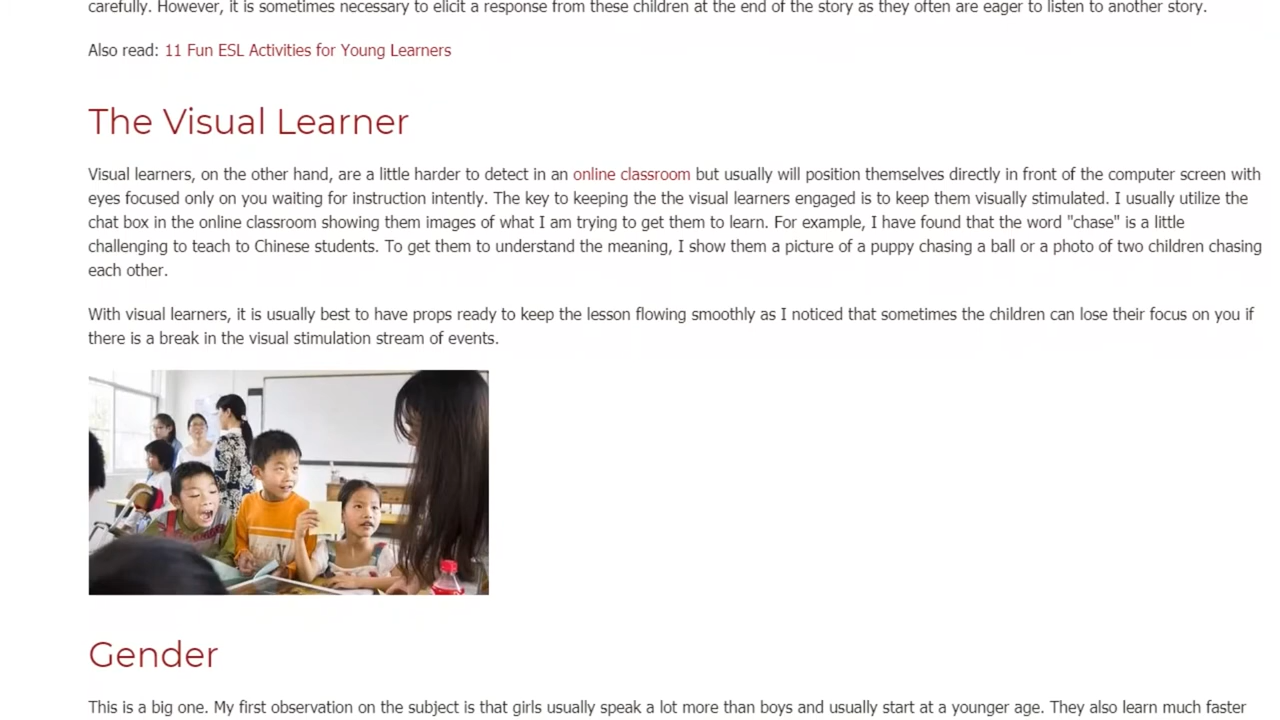 carefully. However, it is sometimes necessary to elicit a response from these children at the end of the story as they often are eager to listen to another story.
Also read: 11 Fun ESL Activities for Young Learners
The Visual Learner
Visual learners, on the other hand, are a little harder to detect in an online classroom but usually will position themselves directly in front of the computer screen with
eyes focused only on you waiting for instruction intently. The key to keeping the the visual learners engaged is to keep them visually stimulated. I usually utilize the
chat box in the online classroom showing them images of what I am trying to get them to learn. For example, I have found that the word "chase" is a little
challenging to teach to Chinese students. To get them to understand the meaning, I show them a picture of a puppy chasing a ball or a photo of two children chasing
each other.
With visual learners, it is usually best to have props ready to keep the lesson flowing smoothly as I noticed that sometimes the children can lose their focus on you if
there is a break in the visual stimulation stream of events.
Gender
This is a big one. My first observation on the subject is that girls usually speak a lot more than boys and usually start at a younger age. They also learn much faster